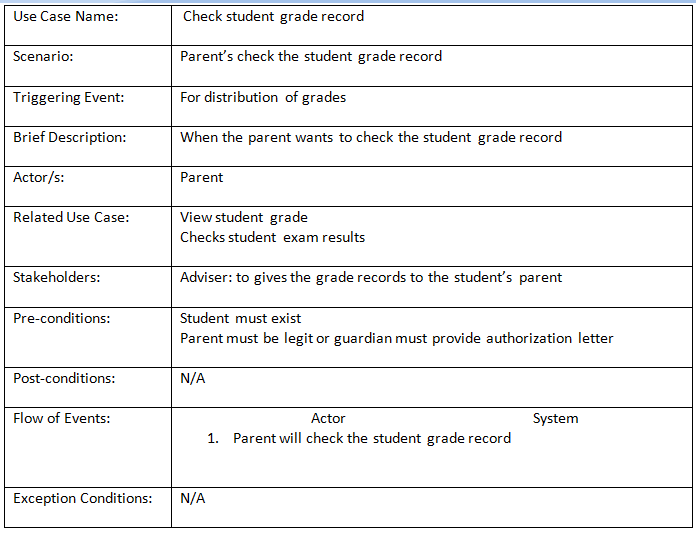 Use Case Name: Check student grade record
Scenario: Parent’s check the student grade record
Triggering Event: For distribution of grades
Brief Description: When the parent wants to check the student grade record
Actor/s: Parent
Related Use Case: View student grade
Checks student exam results
Stakeholders: Adviser: to gives the grade records to the student’s parent
Pre-conditions: Student must exist
Parent must be legit or guardian must provide authorization letter
Post-conditions: N/A
Flow of Events: Actor System
1. Parent will check the student grade record
Exception Conditions: N/A